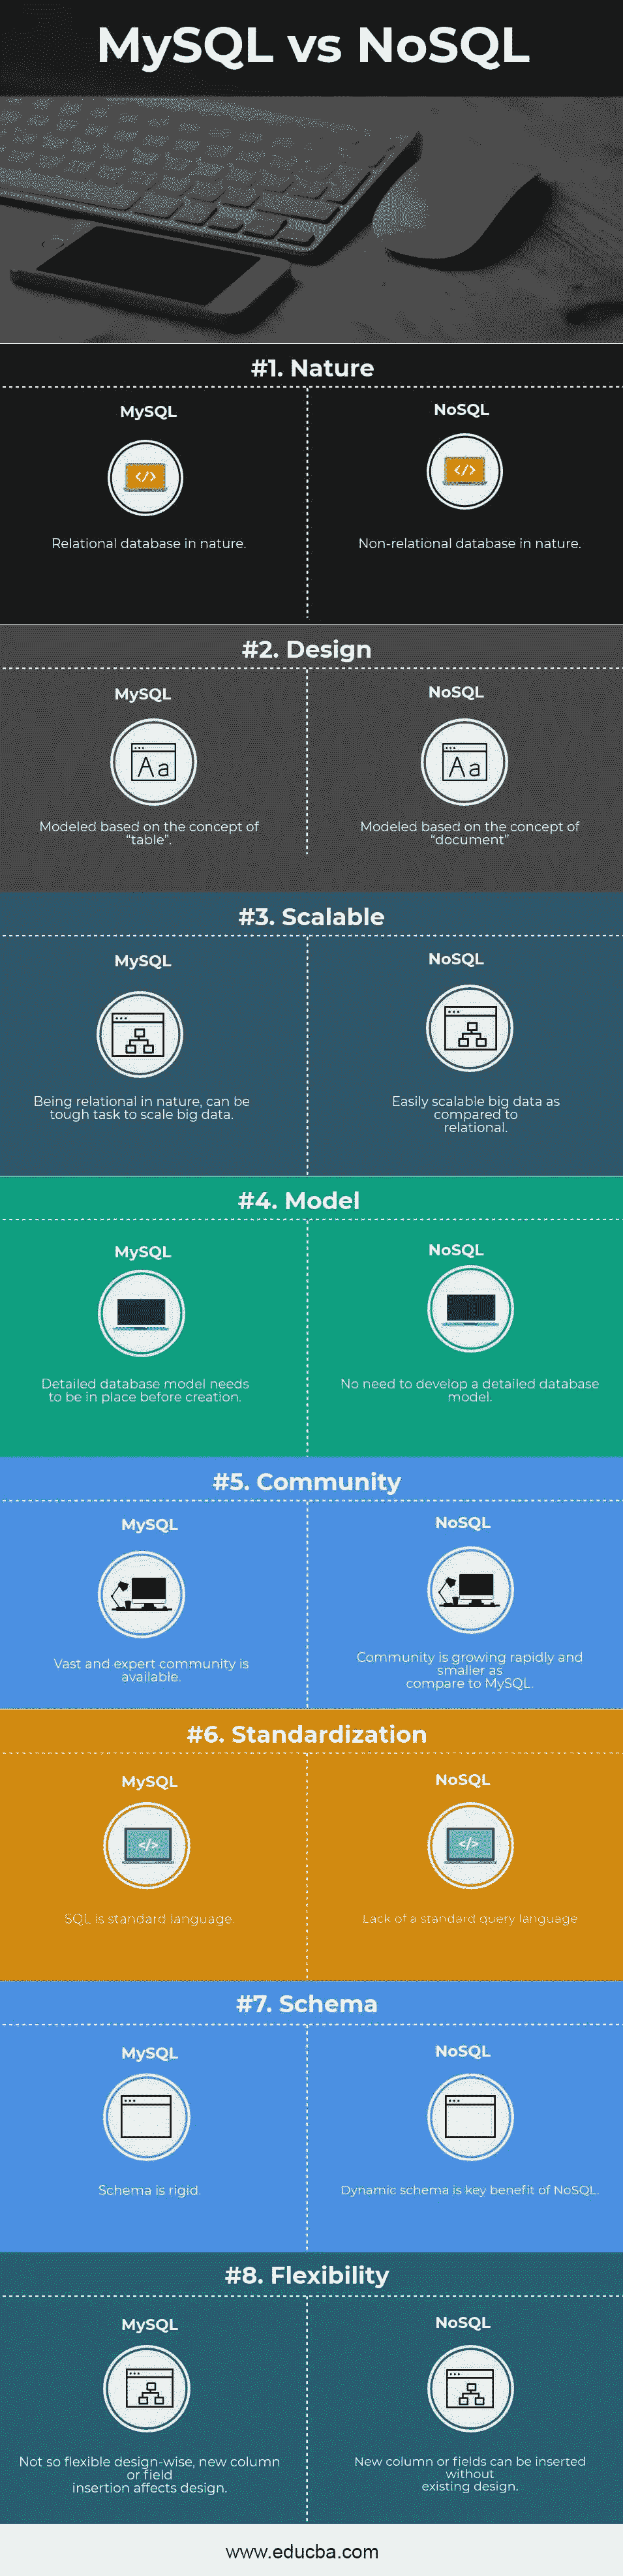 MySQL vs NoSQL
#1. Nature
MySQL
NoSQL
</>
</>
Relational database in nature.
Non-relational database in nature.
#2. Design
MySQL
NoSQL
Aa
Aa
Modeled based on the concept of
“table”.
Modeled based on the concept of
“document”
#3. Scalable
MySQL
NoSQL
Being relational in nature, can be
tough task to scale big data.
Easily scalable big data as
compared to
relational.
#4. Model
MySQL
NoSQL
Detailed database model needs
to be in place before creation.
No need to develop a detailed database
model.
#5. Community
MySQL
NoSQL
Vast and expert community is
available.
Community is growing rapidly and
smaller as
compare to MySQL.
#6. Standardization
MySQL
NoSQL
</>
</>
SQL is standard language.
Lack of a standard query language
#7. Schema
MySQL
NoSQL
Schema is rigid.
Dynamic schema is key benefit of NoSQL.
#8. Flexibility
MySQL
NoSQL
Not so flexible design-wise, new column
or field
insertion affects design.
New column or fields can be inserted
without
existing design.
www.educba.com